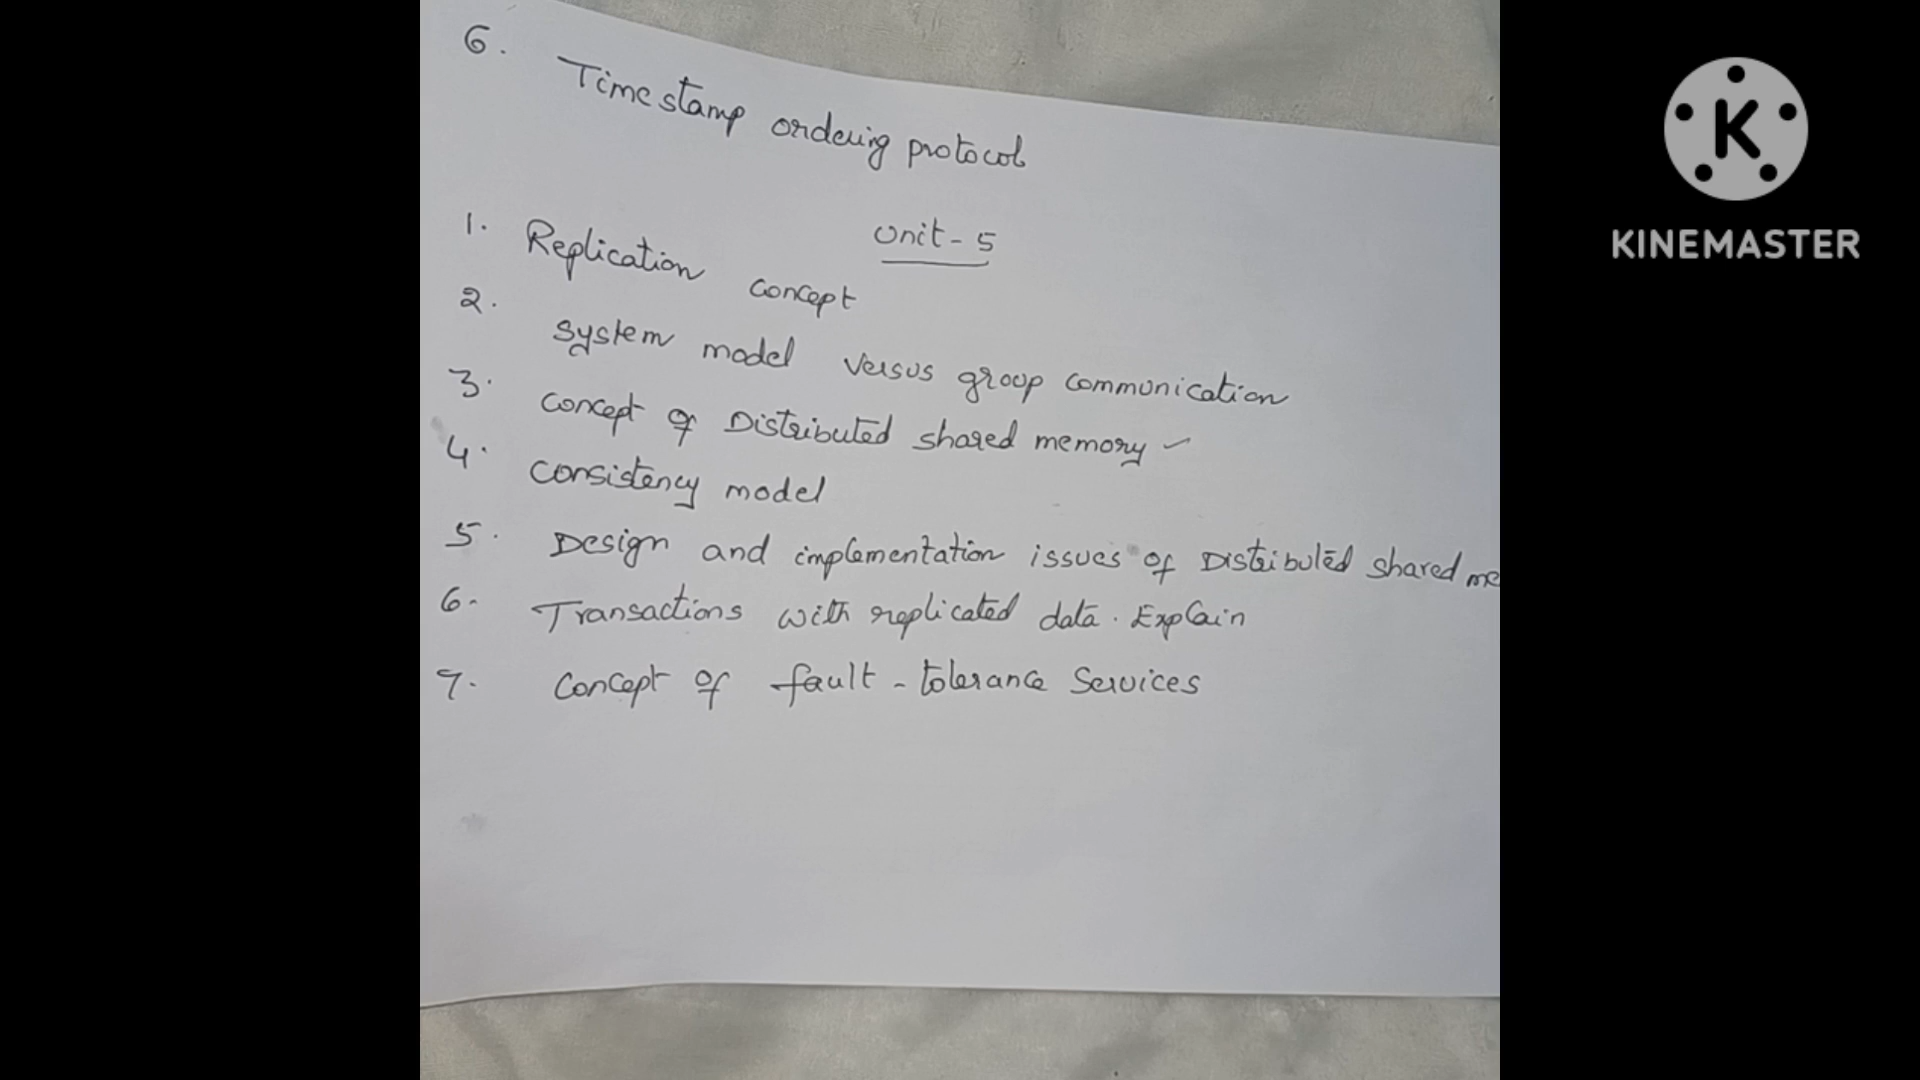 6. Timestamp ordering protocol
Unit - 5
1. Replication concept
2. System model versus group communication
3. Concept of Distributed shared memory
4. Consistency model
5. Design and implementation issues of Distributed shared me
6. Transactions with replicated data. Explain
7. Concept of fault - tolerance Services
K
KINEMASTER